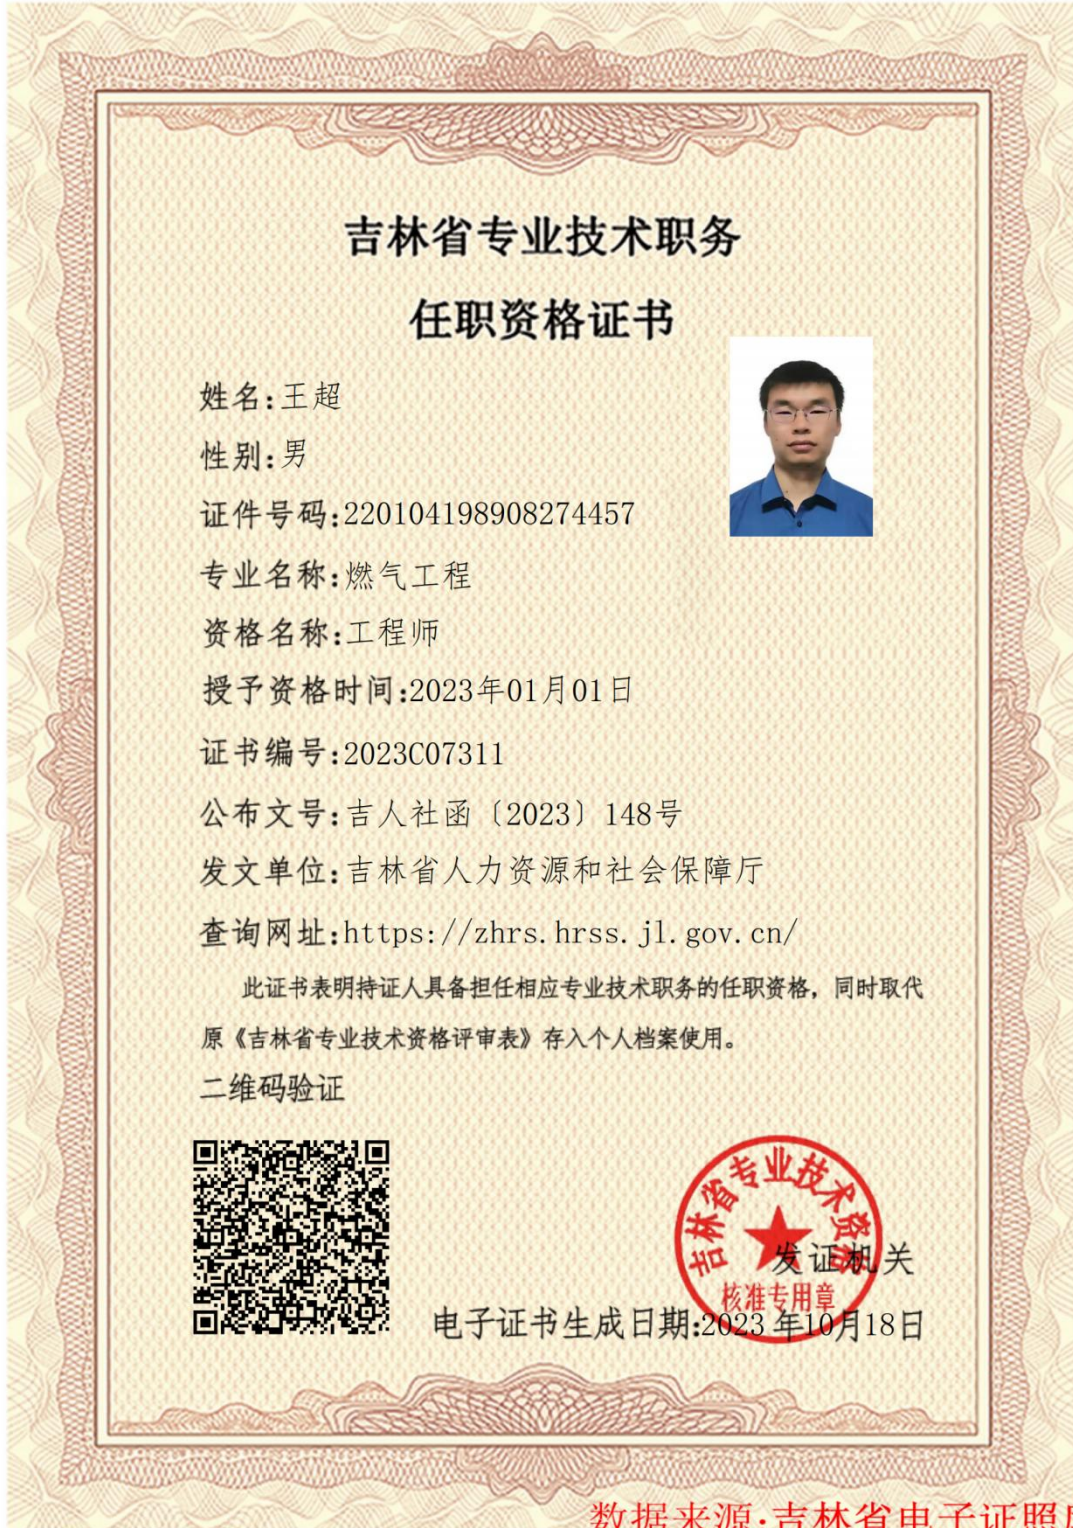 吉林省专业技术职务
任职资格证书
姓名:王超
性别:男
证件号码:220104198908274457
专业名称:燃气工程
资格名称:工程师
授予资格时间:2023年01月01日
证书编号:2023C07311
公布文号:吉人社函〔2023〕148号
发文单位:吉林省人力资源和社会保障厅
查询网址:https://zhrs.hrss.jl.gov.cn/
此证书表明持证人具备担任相应专业技术职务的任职资格，同时取代
原《吉林省专业技术资格评审表》存入个人档案使用。
二维码验证
吉林省专业技术资格
核准专用章
发证机关
电子证书生成日期:2023年10月18日
数据来源:吉林省电子证照